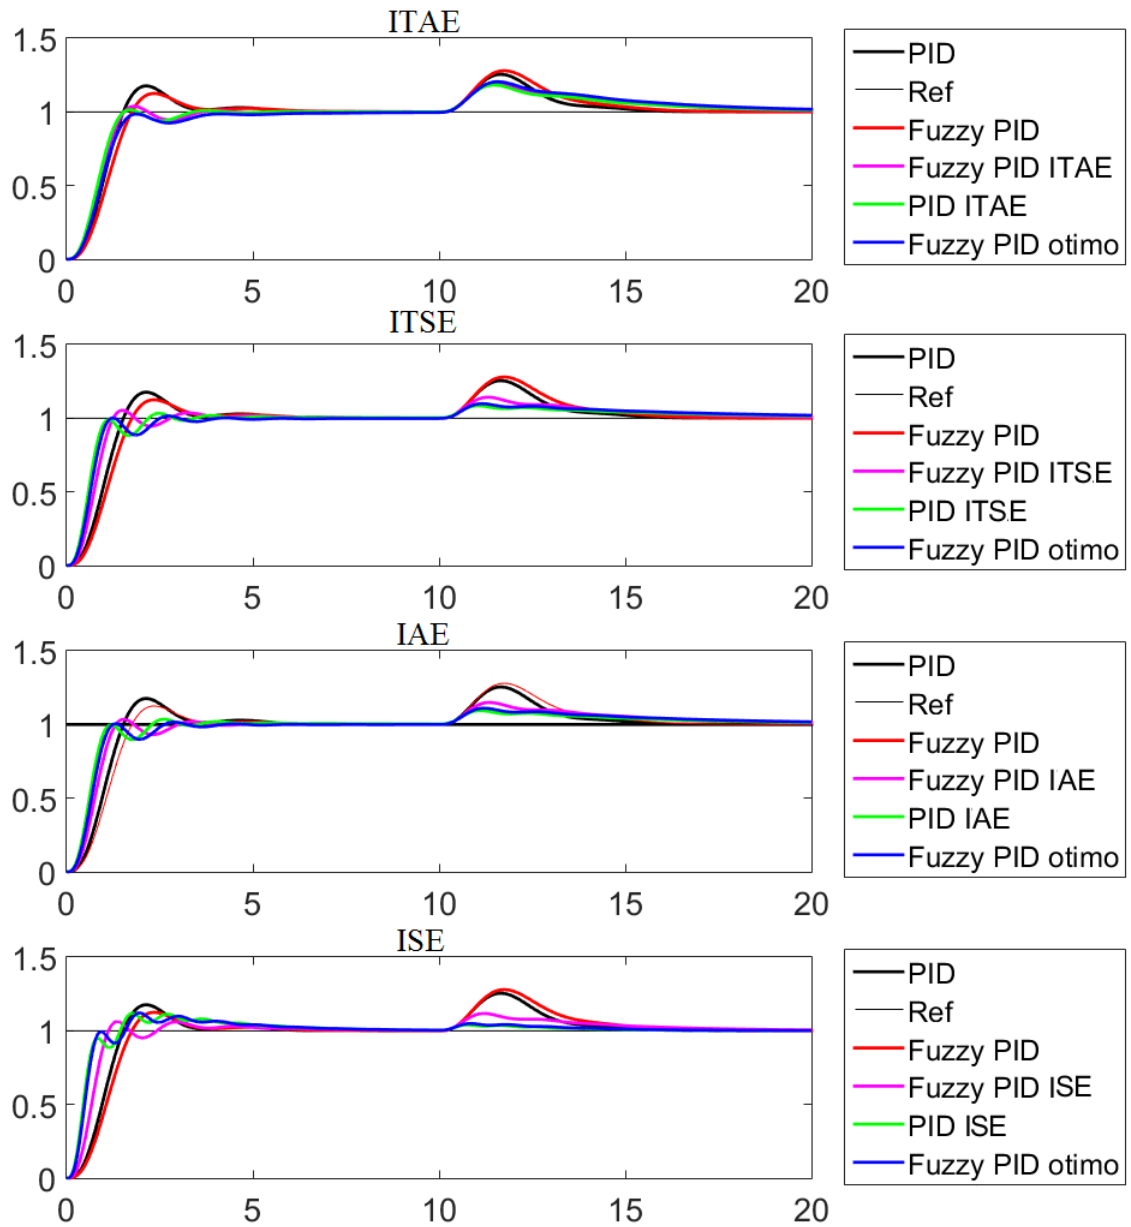 ITAE
1.5
1
0.5
0
0 5 10 15 20
PID
Ref
Fuzzy PID
Fuzzy PID ITAE
PID ITAE
Fuzzy PID otimo
ITSE
1.5
1
0.5
0
0 5 10 15 20
PID
Ref
Fuzzy PID
Fuzzy PID ITSE
PID ITSE
Fuzzy PID otimo
IAE
1.5
1
0.5
0
0 5 10 15 20
PID
Ref
Fuzzy PID
Fuzzy PID IAE
PID IAE
Fuzzy PID otimo
ISE
1.5
1
0.5
0
0 5 10 15 20
PID
Ref
Fuzzy PID
Fuzzy PID ISE
PID ISE
Fuzzy PID otimo